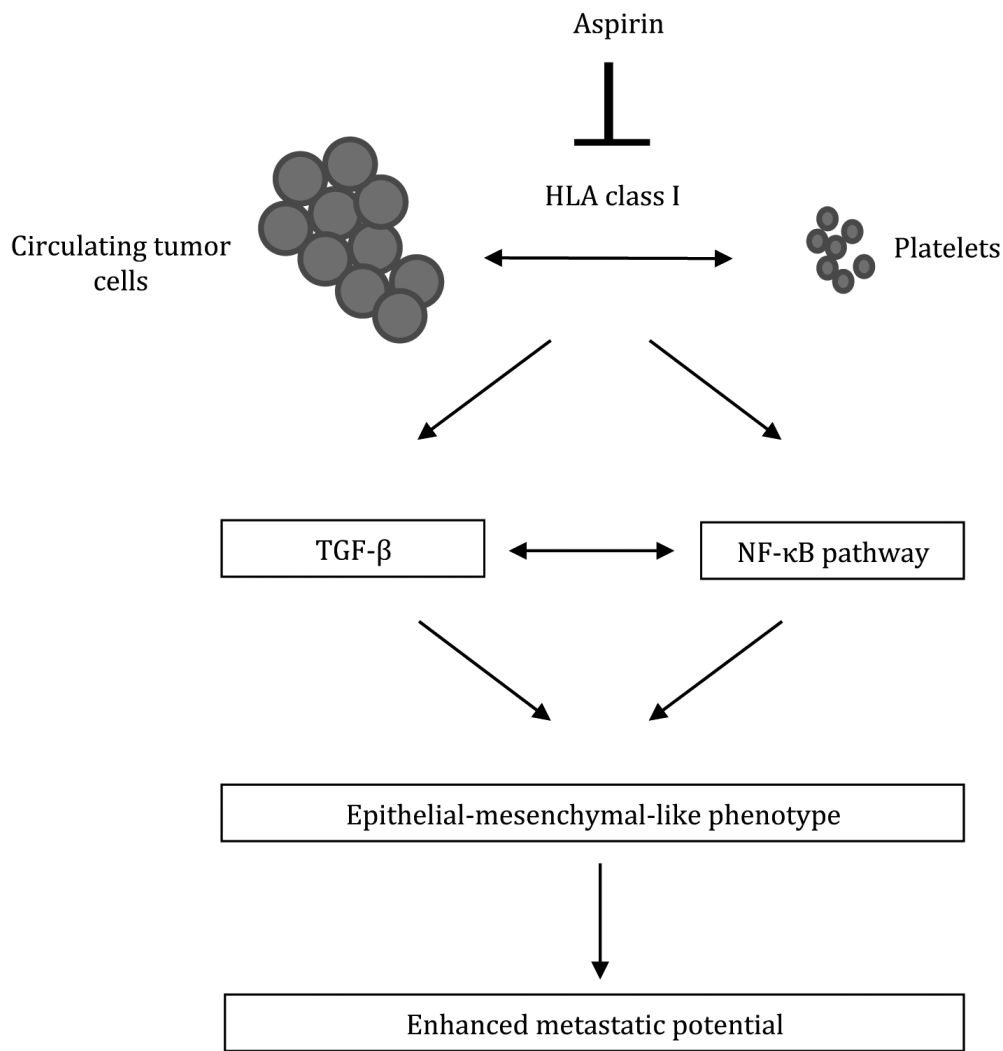 Aspirin
HLA class I
Circulating tumor
cells
Platelets
TGF-β
NF-κB pathway
Epithelial-mesenchymal-like phenotype
Enhanced metastatic potential